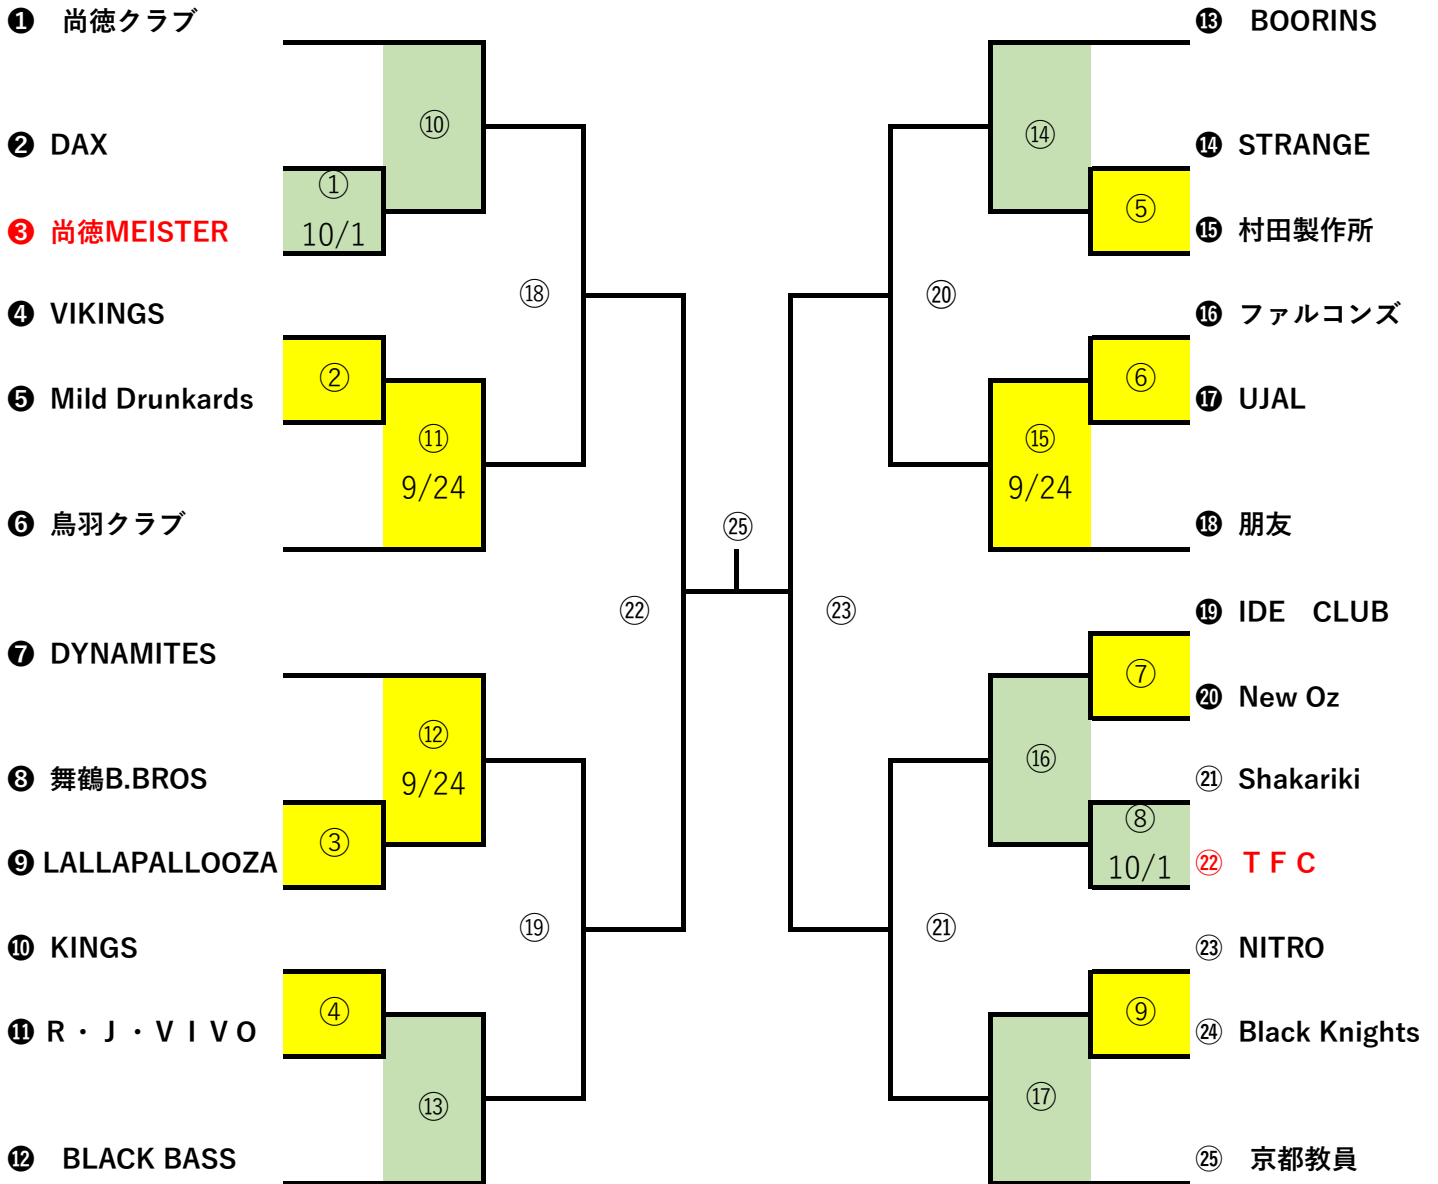 ❶ 尚徳クラブ
❷ DAX
❸ 尚徳MEISTER
❹ VIKINGS
❺ Mild Drunkards
❻ 鳥羽クラブ
❼ DYNAMITES
❽ 舞鶴B.BROS
❾ LALLAPALLOOZA
❿ KINGS
⓫ R・J・VIVO
⓬ BLACK BASS
①
10/1
②
③
④
⑩
⑪
9/24
⑫
9/24
⑬
⑱
⑲
㉒
㉕
㉓
⑳
㉑
⑭
⑮
9/24
⑯
⑰
⑤
⑥
⑦
⑧
10/1
⑨
⓭ BOORINS
⓮ STRANGE
⓯ 村田製作所
⓰ ファルコンズ
⓱ UJAL
⓲ 朋友
⓳ IDE　CLUB
⓴ New Oz
㉑ Shakariki
㉒ TFC
㉓ NITRO
㉔ Black Knights
㉕ 京都教員